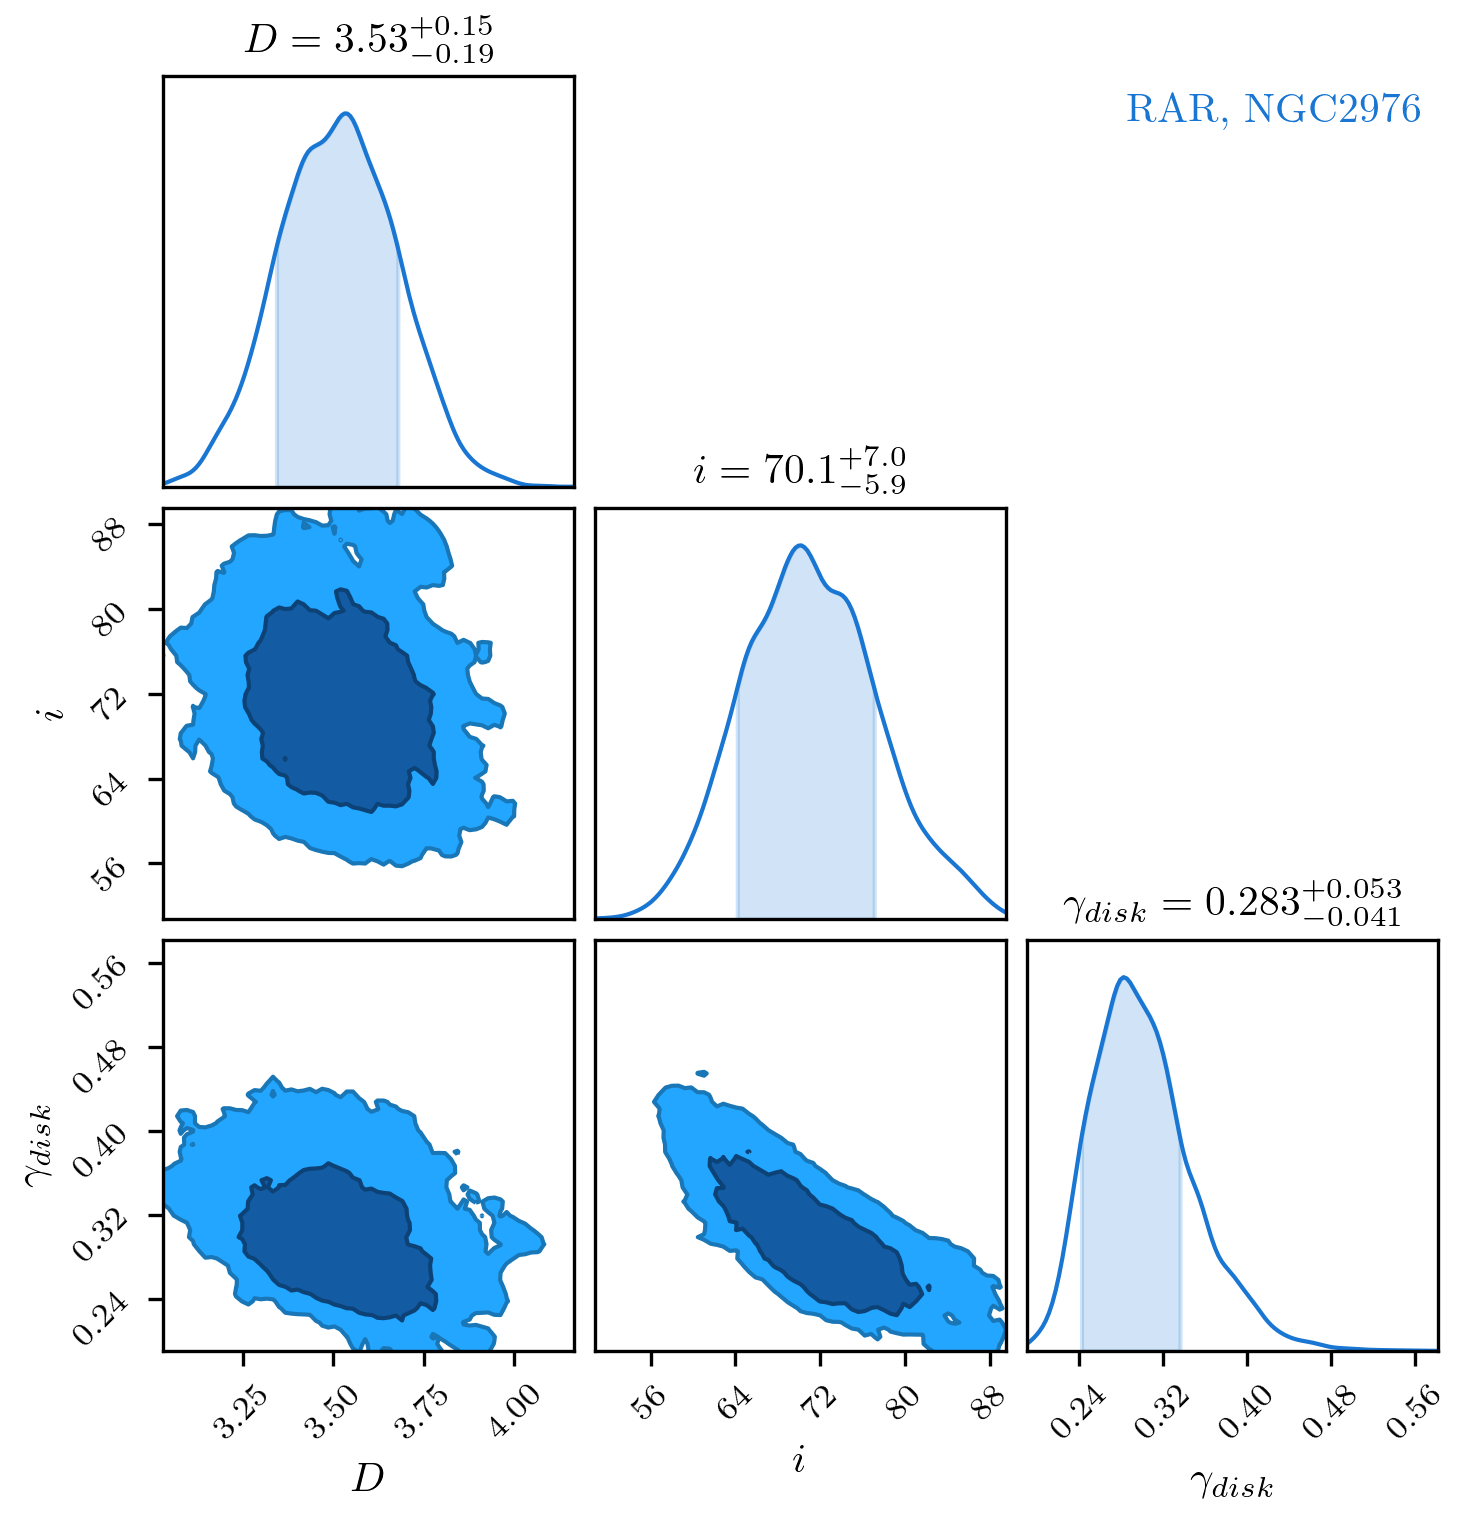 D = 3.53^{+0.15}_{-0.19}
RAR, NGC2976
i = 70.1^{+7.0}_{-5.9}
88
80
72
64
56
i
γ_{disk} = 0.283^{+0.053}_{-0.041}
0.56
0.48
0.40
0.32
0.24
γ_{disk}
3.25 3.50 3.75 4.00
56 64 72 80 88
0.24 0.32 0.40 0.48 0.56
D
i
γ_{disk}